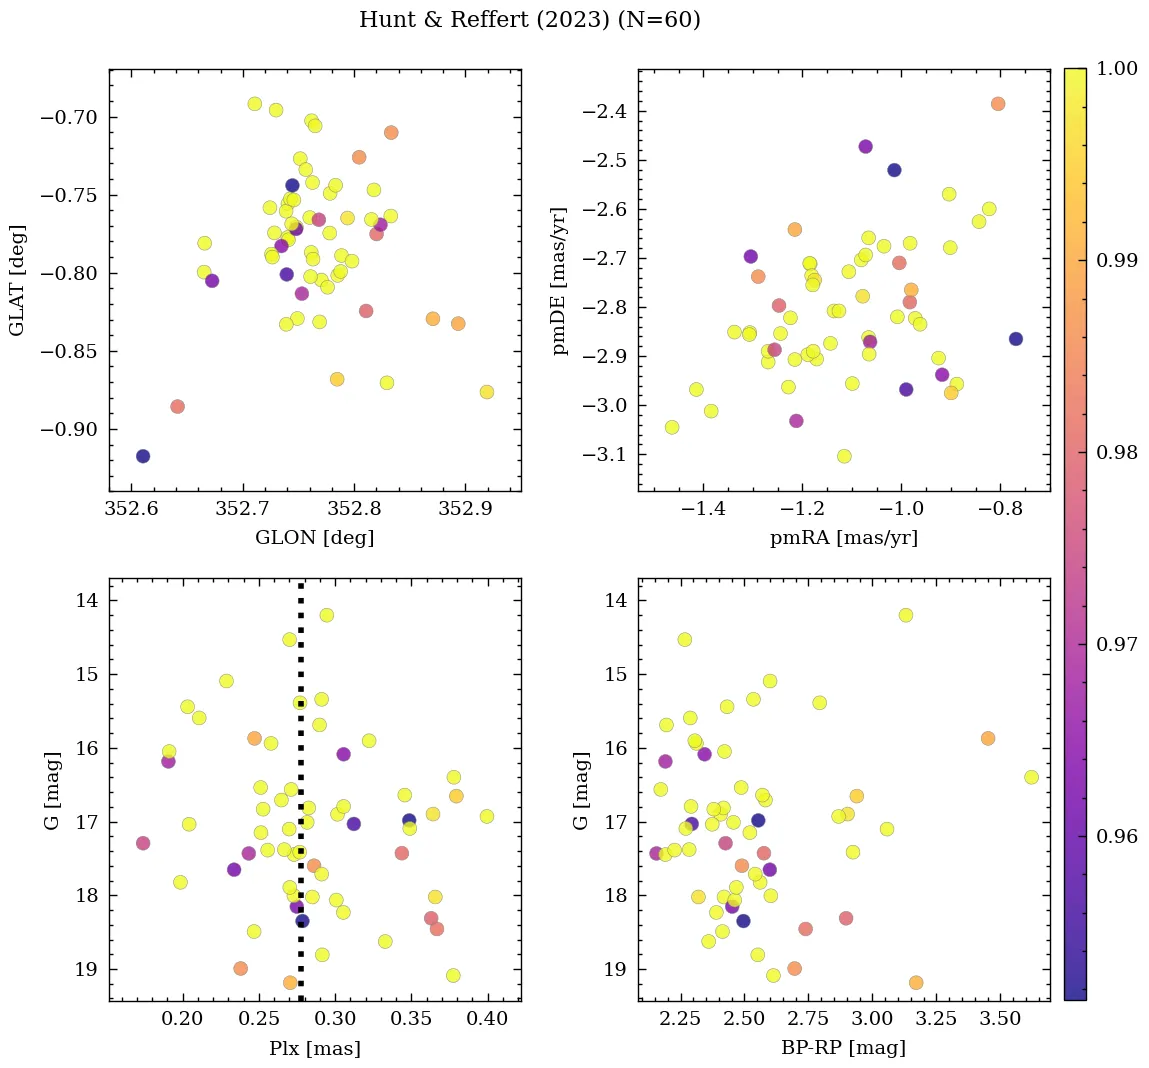 Hunt & Reffert (2023) (N=60)
−0.70
−0.75
−0.80
−0.85
−0.90
GLAT [deg]
352.6 352.7 352.8 352.9
GLON [deg]
−2.4
−2.5
−2.6
−2.7
−2.8
−2.9
−3.0
−3.1
pmDE [mas/yr]
−1.4 −1.2 −1.0 −0.8
pmRA [mas/yr]
1.00
0.99
0.98
0.97
0.96
14
15
16
17
18
19
G [mag]
0.20 0.25 0.30 0.35 0.40
Plx [mas]
14
15
16
17
18
19
G [mag]
2.25 2.50 2.75 3.00 3.25 3.50
BP-RP [mag]